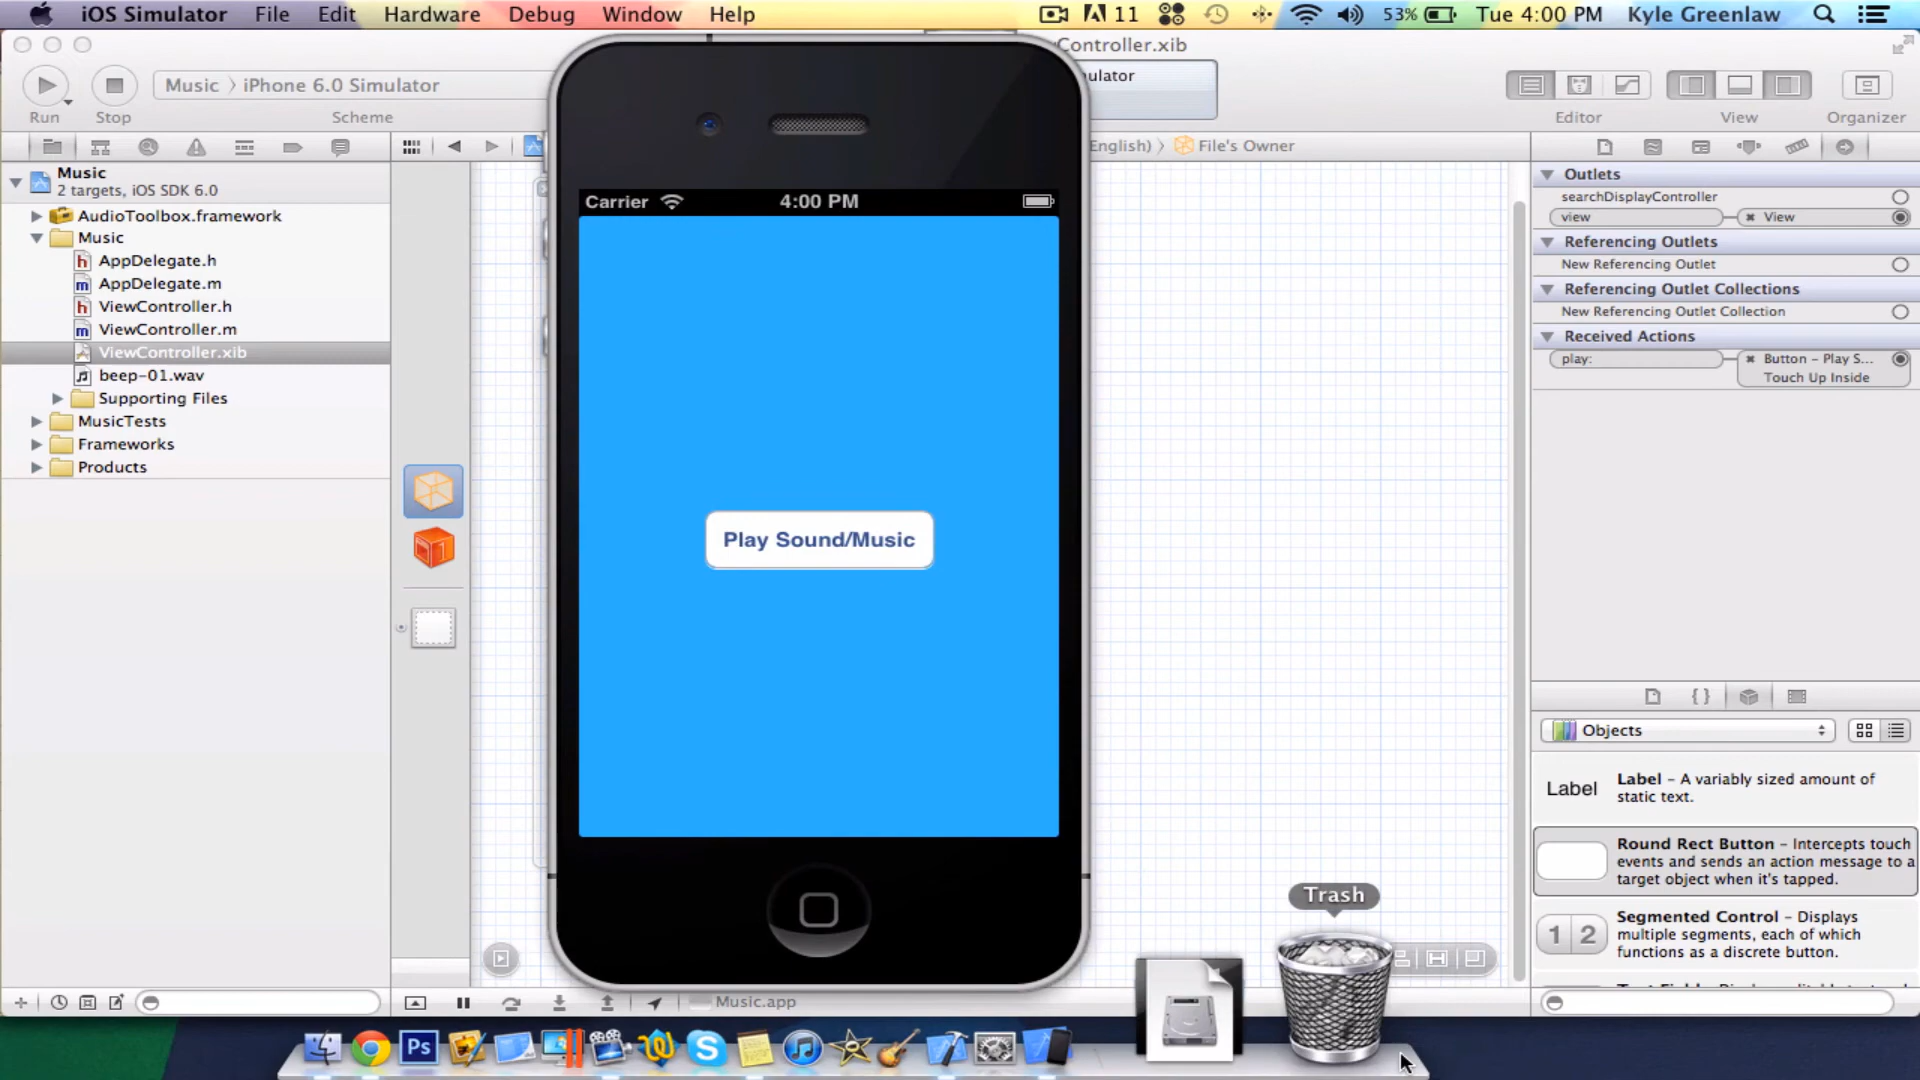 iOS Simulator File Edit Hardware Debug Window Help
11 53% Tue 4:00 PM Kyle Greenlaw
Controller.xib
Music 〉 iPhone 6.0 Simulator
ulator
Run Stop Scheme Editor View Organizer
English) 〉 File's Owner
Music
2 targets, iOS SDK 6.0
AudioToolbox.framework
Music
h AppDelegate.h
m AppDelegate.m
h ViewController.h
m ViewController.m
ViewController.xib
beep-01.wav
Supporting Files
MusicTests
Frameworks
Products
Carrier 4:00 PM
Play Sound/Music
Music.app
Outlets
searchDisplayController
view View
Referencing Outlets
New Referencing Outlet
Referencing Outlet Collections
New Referencing Outlet Collection
Received Actions
play: Button – Play S...
Touch Up Inside
{ }
Objects
Label Label – A variably sized amount of
static text.
Round Rect Button – Intercepts touch
events and sends an action message to a
target object when it's tapped.
1 2 Segmented Control – Displays
multiple segments, each of which
functions as a discrete button.
Trash
Ps